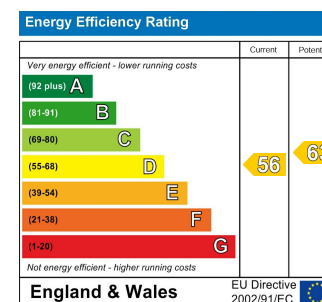 Energy Efficiency Rating
Current Potent
Very energy efficient - lower running costs
(92 plus) A
(81-91) B
(69-80) C
(55-68) D 56 63
(39-54) E
(21-38) F
(1-20) G
Not energy efficient - higher running costs
England & Wales
EU Directive
2002/91/EC